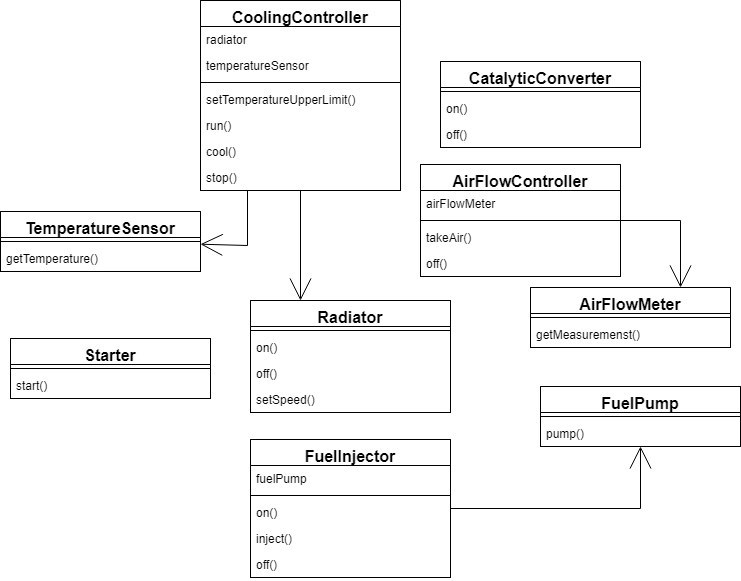 CoolingController
radiator
temperatureSensor
setTemperatureUpperLimit()
run()
cool()
stop()
CatalyticConverter
on()
off()
AirFlowController
airFlowMeter
takeAir()
off()
TemperatureSensor
getTemperature()
AirFlowMeter
getMeasuremenst()
Radiator
on()
off()
setSpeed()
Starter
start()
FuelPump
pump()
FuelInjector
fuelPump
on()
inject()
off()